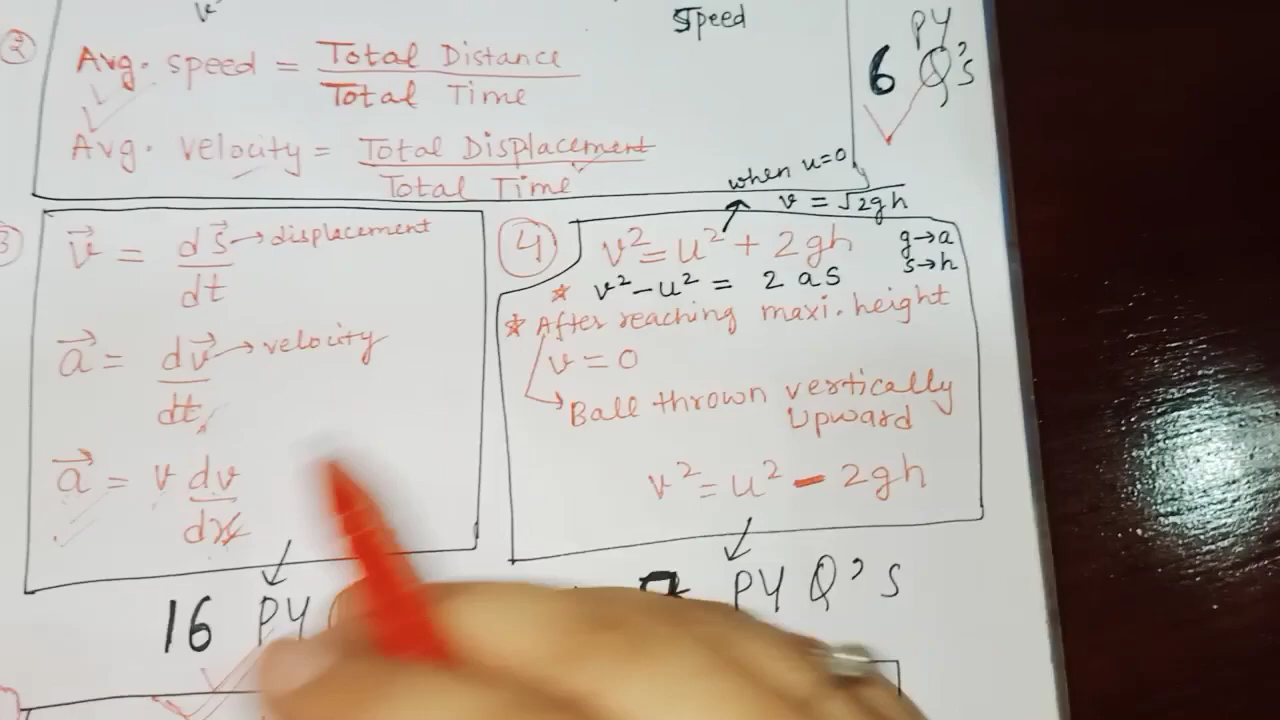 Speed
②
Avg. speed = Total Distance
Total Time
Avg. velocity = Total Displacement
Total Time
PY
6 Q's
when u=0
v = √2gh
3
v⃗ = ds⃗ → displacement
dt
a⃗ = dv⃗ → velocity
dt
a⃗ = v dv
dx
16 PY
④ v² = u² + 2gh
g→a
s→h
* v² - u² = 2 as
* After reaching maxi. height
v = 0
Ball thrown vertically
Upward
v² = u² - 2gh
PY Q's